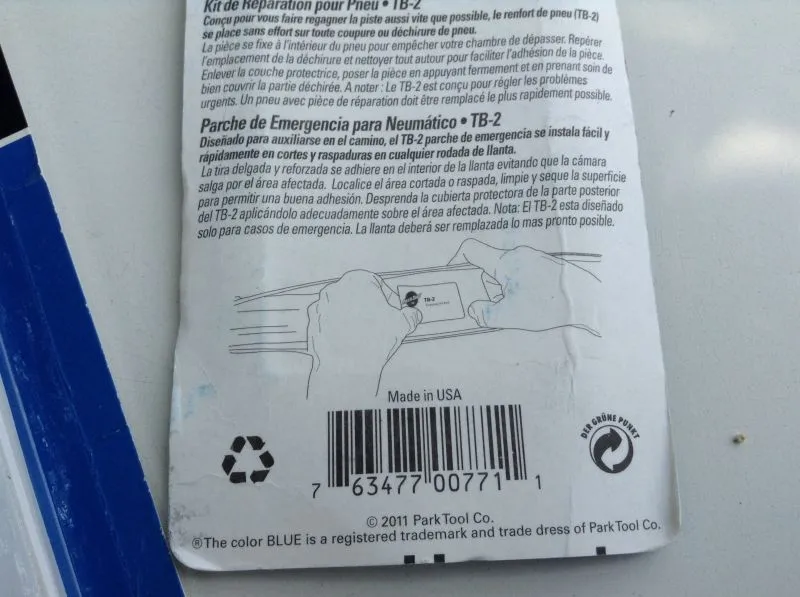 Kit de Réparation pour Pneu • TB-2
Conçu pour vous faire regagner la piste aussi vite que possible, le renfort de pneu (TB-2)
se place sans effort sur toute coupure ou déchirure de pneu.
La pièce se fixe à l'intérieur du pneu pour empêcher votre chambre de dépasser. Repérer
l'emplacement de la déchirure et nettoyer tout autour pour faciliter l'adhésion de la pièce.
Enlever la couche protectrice, poser la pièce en appuyant fermement et en prenant soin de
bien couvrir la partie déchirée. A noter : Le TB-2 est conçu pour régler les problèmes
urgents. Un pneu avec pièce de réparation doit être remplacé le plus rapidement possible.
Parche de Emergencia para Neumático • TB-2
Diseñado para auxiliarse en el camino, el TB-2 parche de emergencia se instala fácil y
rápidamente en cortes y raspaduras en cualquier rodada de llanta.
La tira delgada y reforzada se adhiere en el interior de la llanta evitando que la cámara
salga por el área afectada. Localice el área cortada o raspada, limpie y seque la superficie
para permitir una buena adhesión. Desprenda la cubierta protectora de la parte posterior
del TB-2 aplicándolo adecuadamente sobre el área afectada. Nota: El TB-2 esta diseñado
solo para casos de emergencia. La llanta deberá ser remplazada lo mas pronto posible.
TB-2
Made in USA
DER GRÜNE PUNKT
7 63477 00771 1
© 2011 Park Tool Co.
®The color BLUE is a registered trademark and trade dress of Park Tool Co.